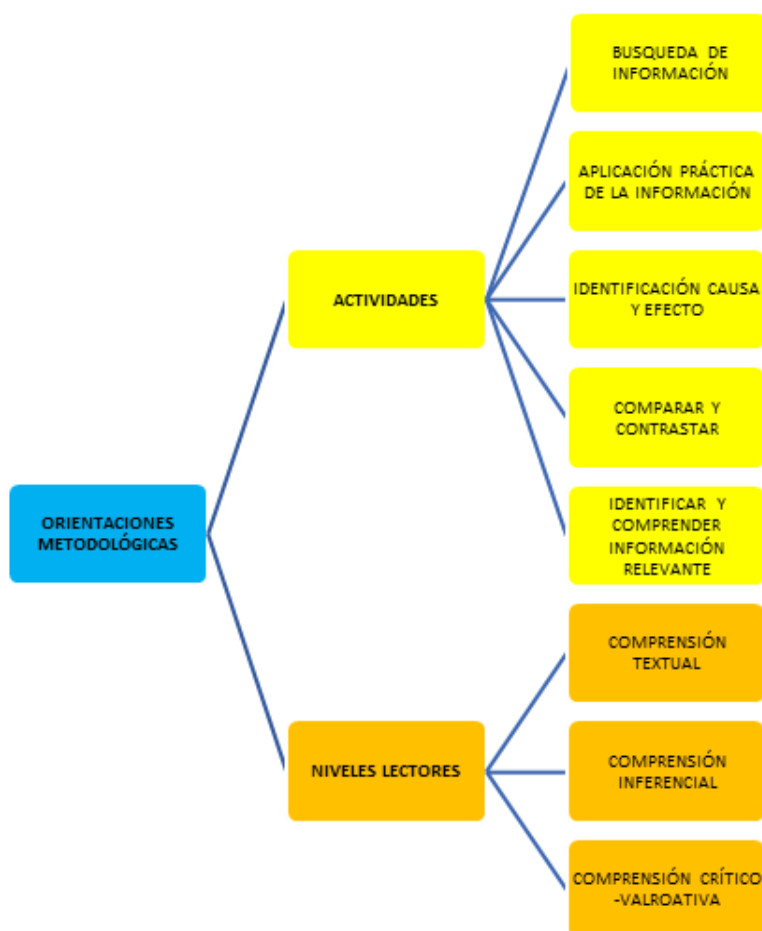 BUSQUEDA DE
INFORMACIÓN
APLICACIÓN PRÁCTICA
DE LA INFORMACIÓN
ACTIVIDADES
IDENTIFICACIÓN CAUSA
Y EFECTO
COMPARAR Y
CONTRASTAR
ORIENTACIONES
METODOLÓGICAS
IDENTIFICAR Y
COMPRENDER
INFORMACIÓN
RELEVANTE
COMPRENSIÓN
TEXTUAL
NIVELES LECTORES
COMPRENSIÓN
INFERENCIAL
COMPRENSIÓN CRÍTICO
-VALROATIVA